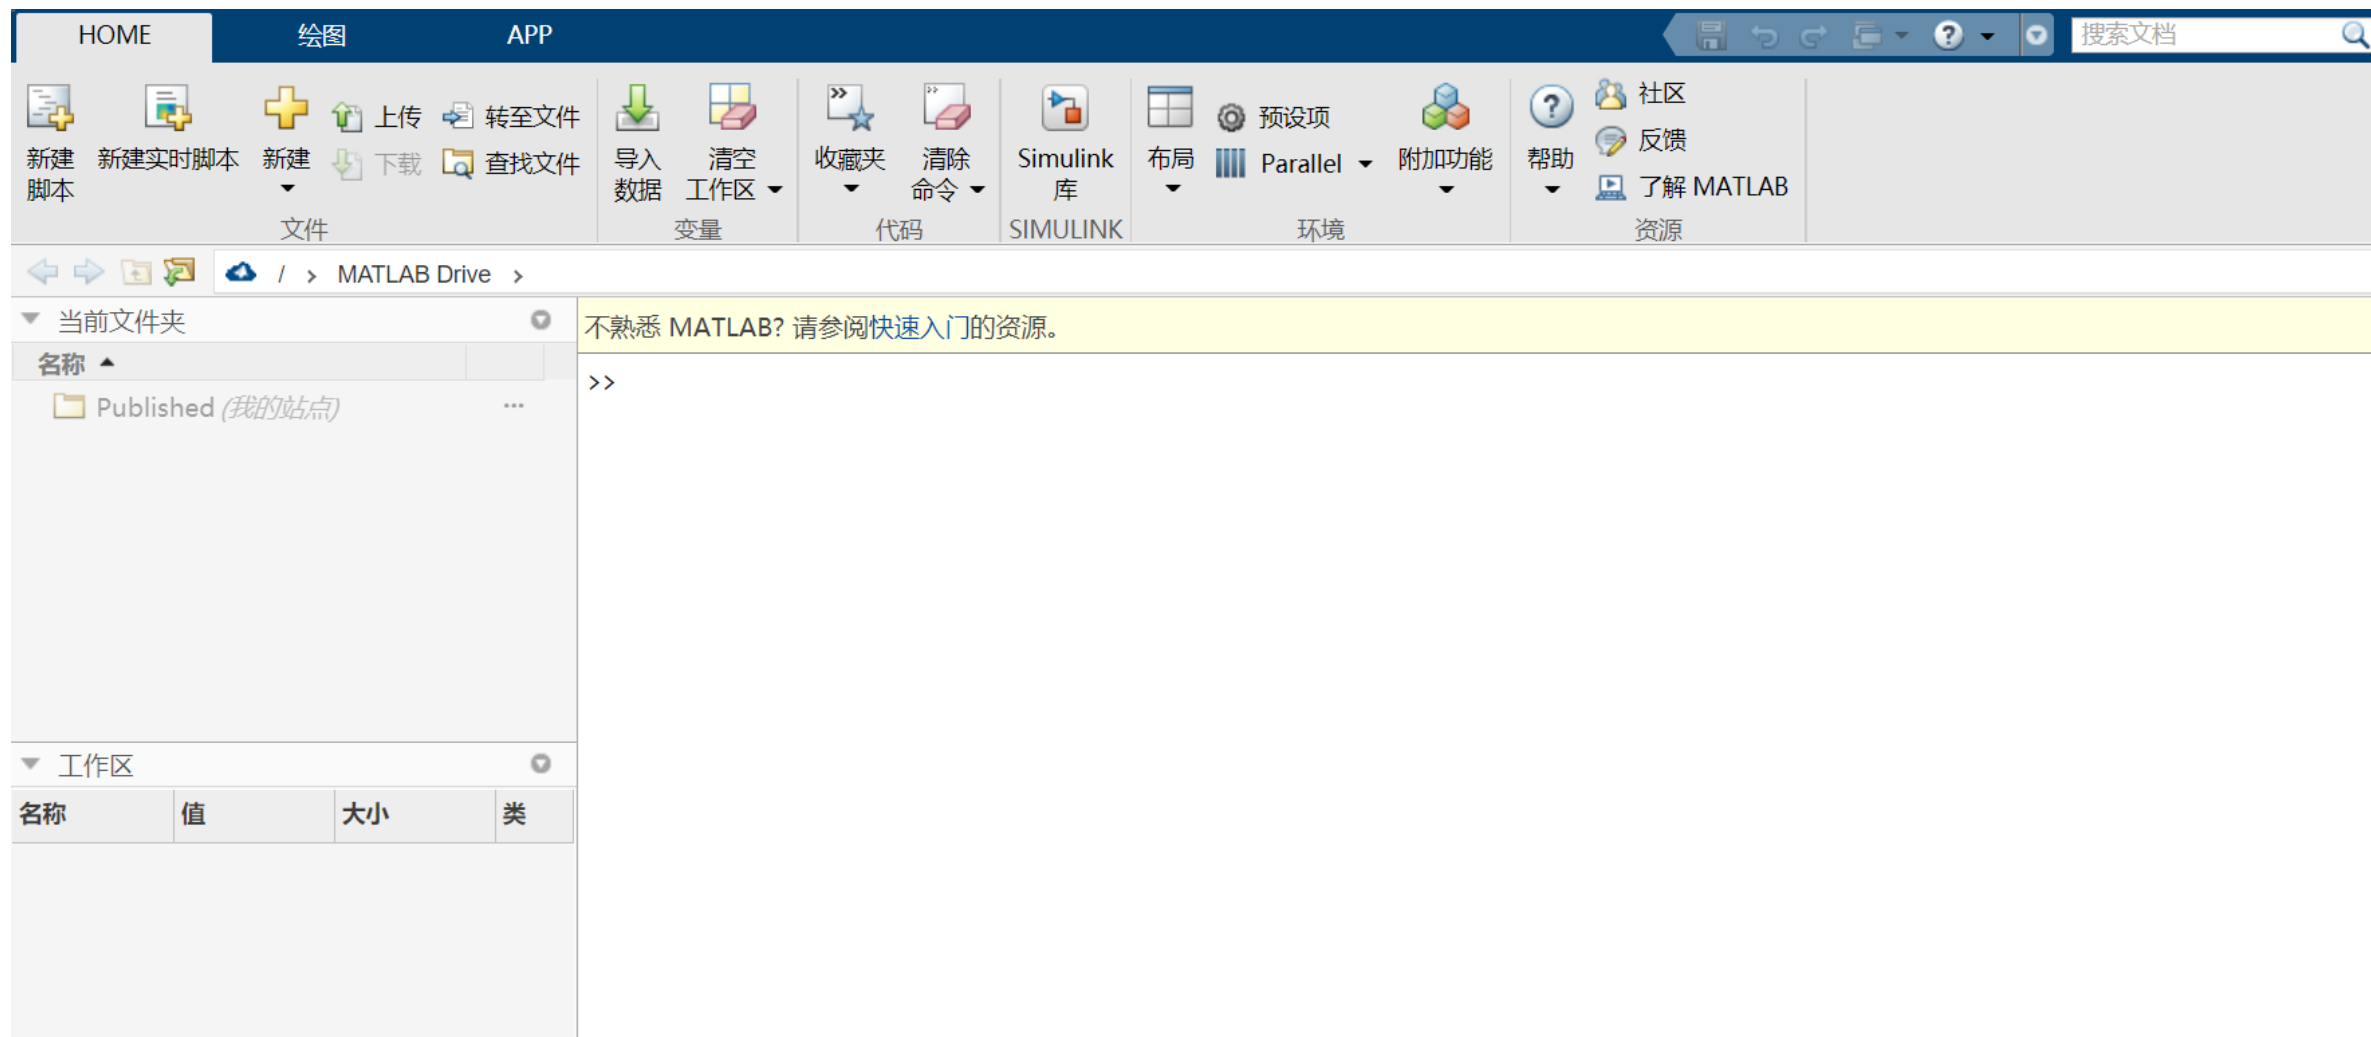 HOME 绘图 APP 搜索文档
新建
脚本
新建实时脚本
新建
上传
下载
转至文件
查找文件
文件
导入
数据
清空
工作区
变量
收藏夹
清除
命令
代码
Simulink
库
SIMULINK
布局
预设项
Parallel
附加功能
环境
帮助
社区
反馈
了解 MATLAB
资源
/ > MATLAB Drive >
当前文件夹
名称
Published (我的站点)
不熟悉 MATLAB? 请参阅快速入门的资源。
>>
工作区
名称 值 大小 类